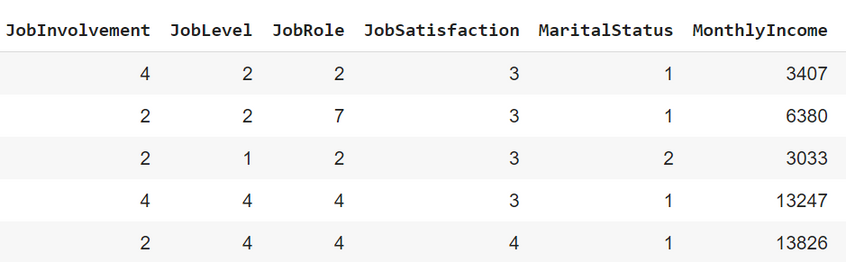 JobInvolvement JobLevel JobRole JobSatisfaction MaritalStatus MonthlyIncome
4 2 2 3 1 3407
2 2 7 3 1 6380
2 1 2 3 2 3033
4 4 4 3 1 13247
2 4 4 4 1 13826